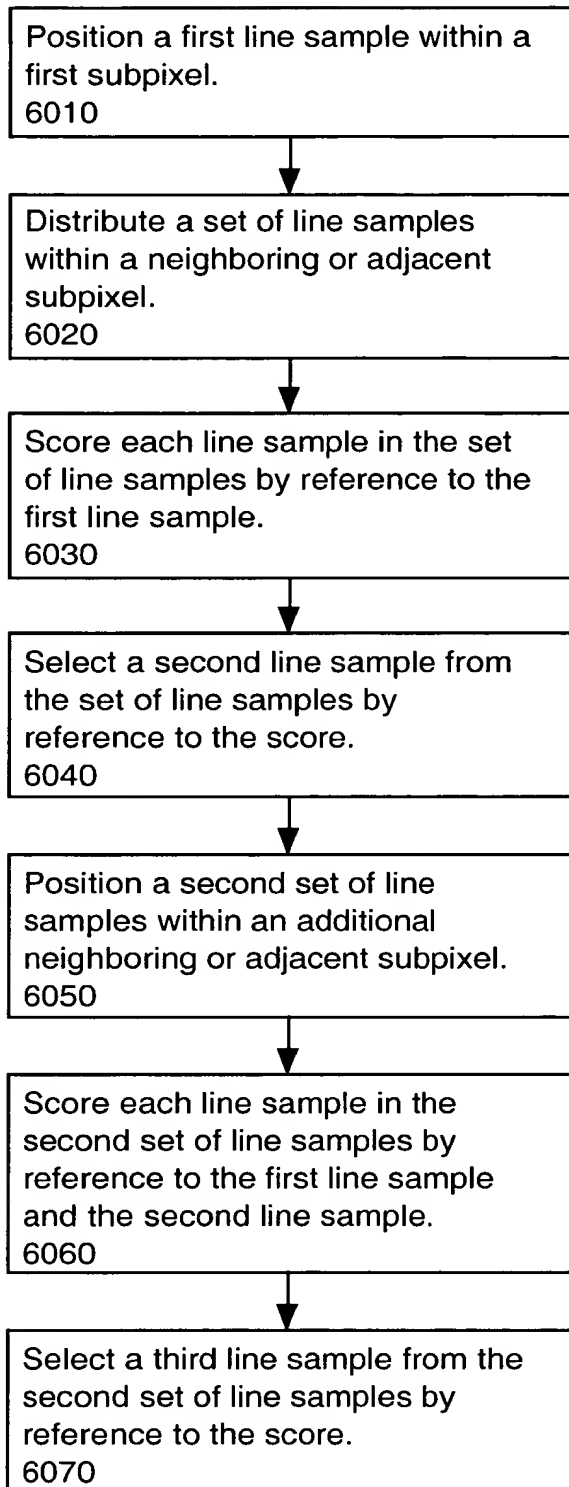 Position a first line sample within a
first subpixel.
6010
Distribute a set of line samples
within a neighboring or adjacent
subpixel.
6020
Score each line sample in the set
of line samples by reference to the
first line sample.
6030
Select a second line sample from
the set of line samples by
reference to the score.
6040
Position a second set of line
samples within an additional
neighboring or adjacent subpixel.
6050
Score each line sample in the
second set of line samples by
reference to the first line sample
and the second line sample.
6060
Select a third line sample from the
second set of line samples by
reference to the score.
6070